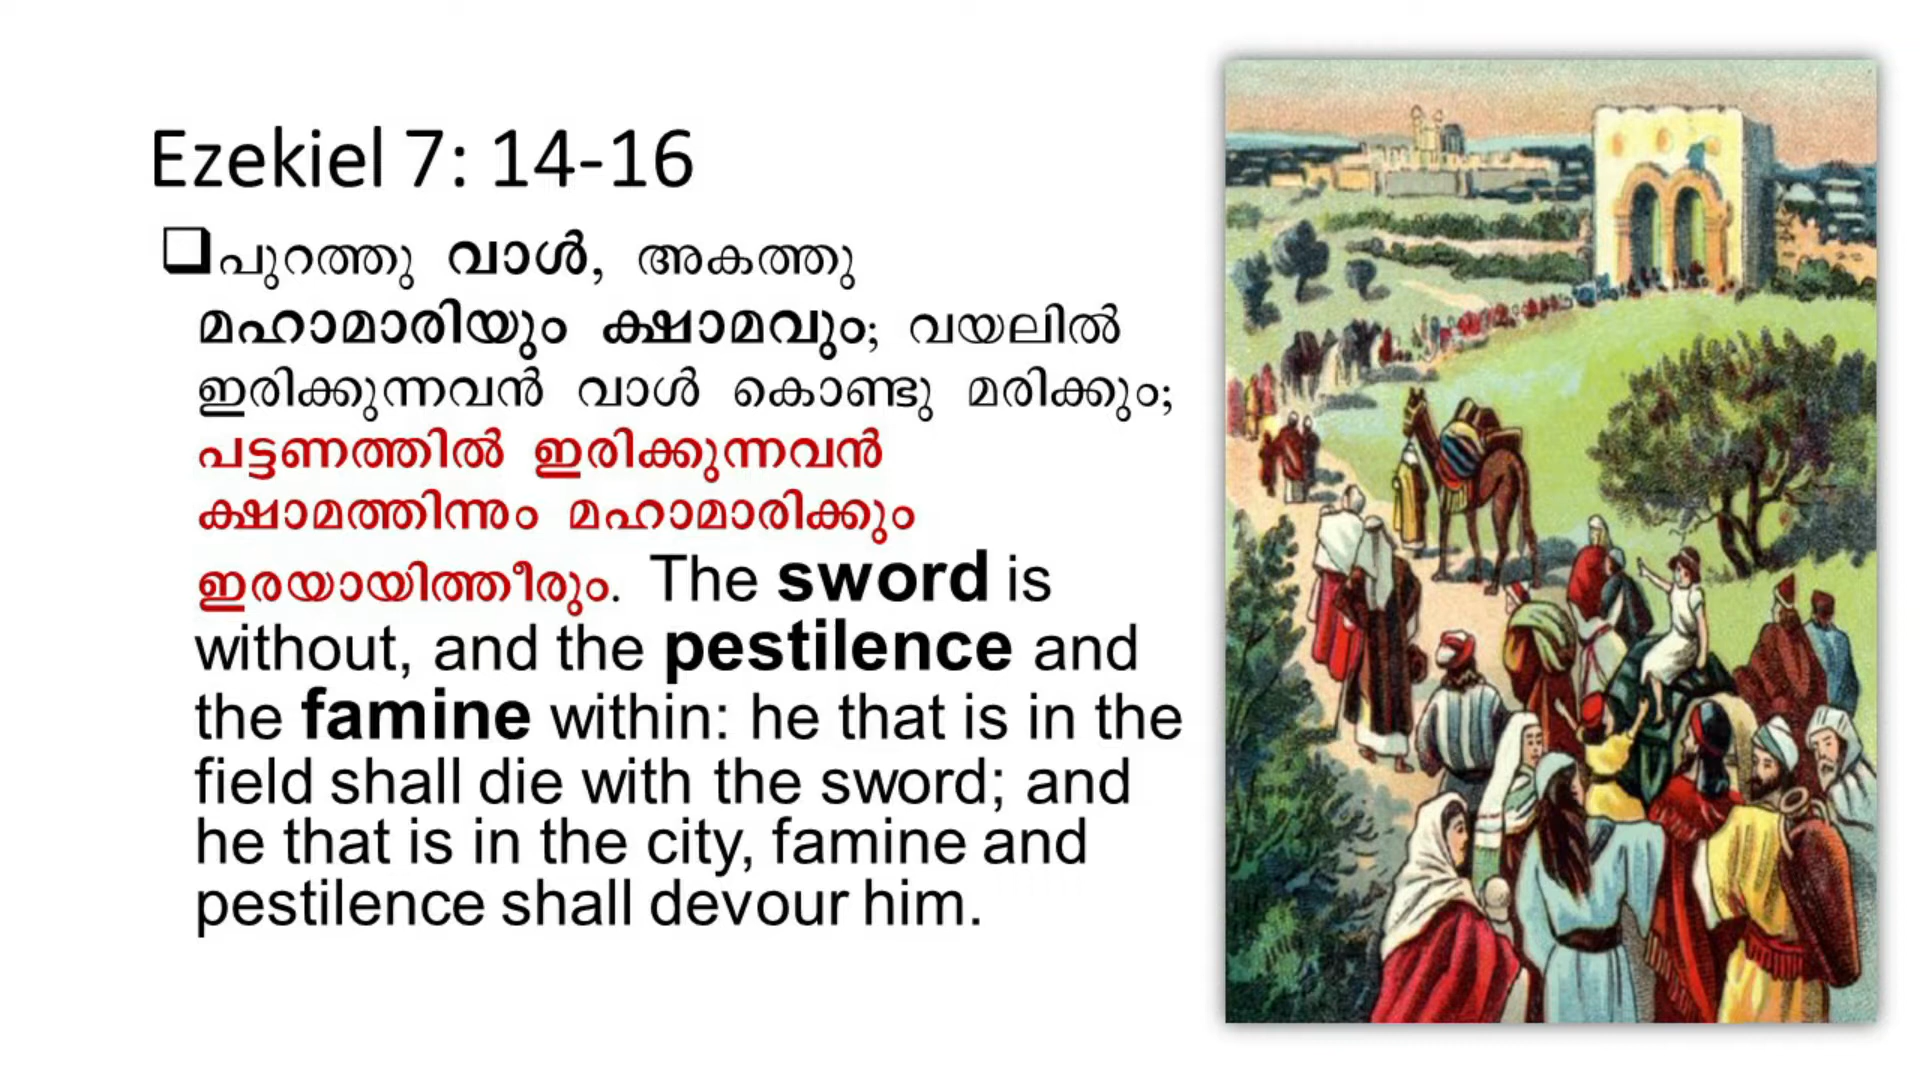 Ezekiel 7: 14-16
❑പുറത്തു വാൾ, അകത്തു
മഹാമാരിയും ക്ഷാമവും; വയലിൽ
ഇരിക്കുന്നവൻ വാൾ കൊണ്ടു മരിക്കും;
പട്ടണത്തിൽ ഇരിക്കുന്നവൻ
ക്ഷാമത്തിന്നും മഹാമാരിക്കും
ഇരയായിത്തീരും. The sword is
without, and the pestilence and
the famine within: he that is in the
field shall die with the sword; and
he that is in the city, famine and
pestilence shall devour him.